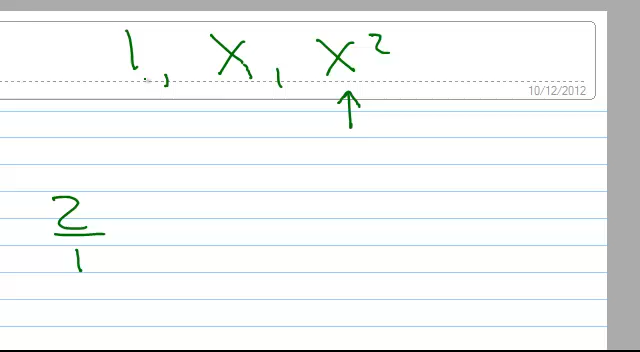 1, x, x²
10/12/2012
2
1